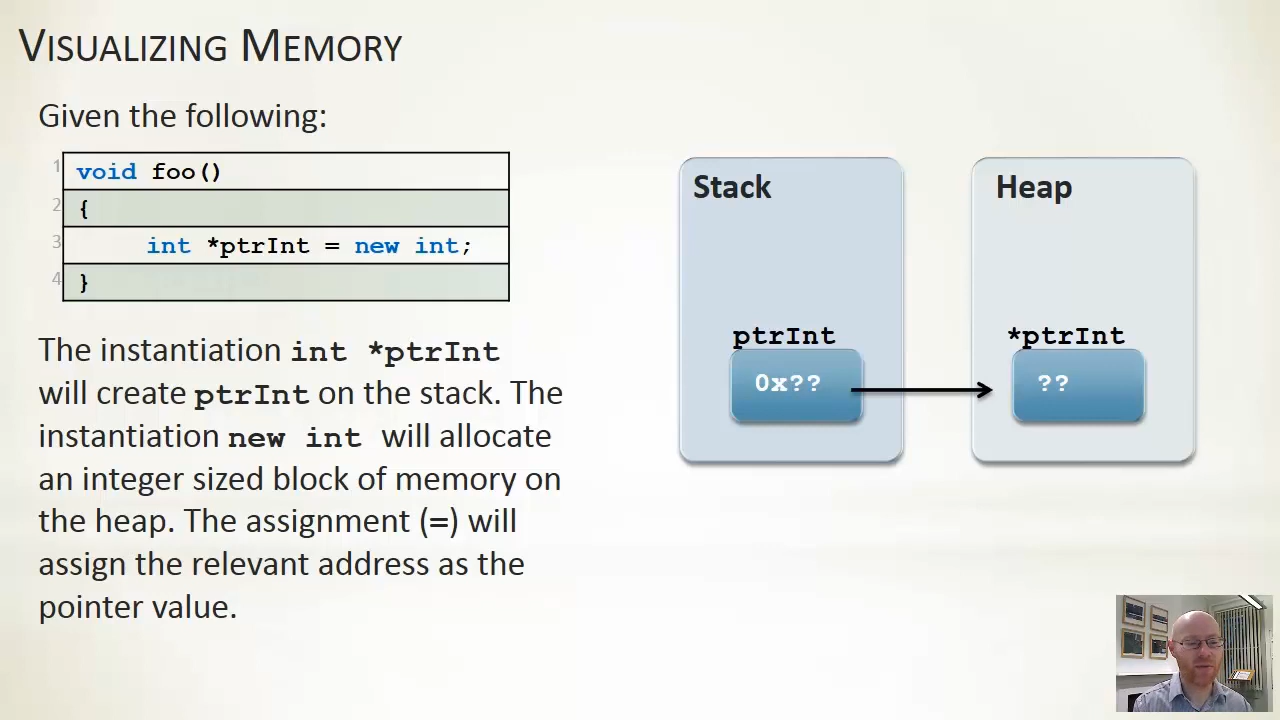 VISUALIZING MEMORY
Given the following:
1 void foo()
2 {
3 int *ptrInt = new int;
4 }
The instantiation int *ptrInt
will create ptrInt on the stack. The
instantiation new int will allocate
an integer sized block of memory on
the heap. The assignment (=) will
assign the relevant address as the
pointer value.
Stack
ptrInt
0x??
Heap
*ptrInt
??